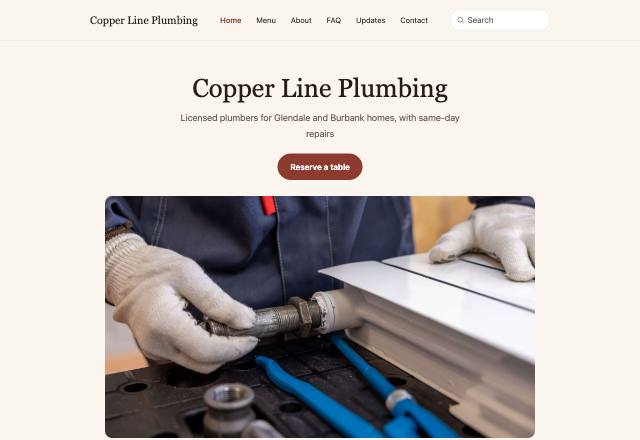 Copper Line Plumbing
Home Menu About FAQ Updates Contact
Search
Copper Line Plumbing
Licensed plumbers for Glendale and Burbank homes, with same-day
repairs
Reserve a table